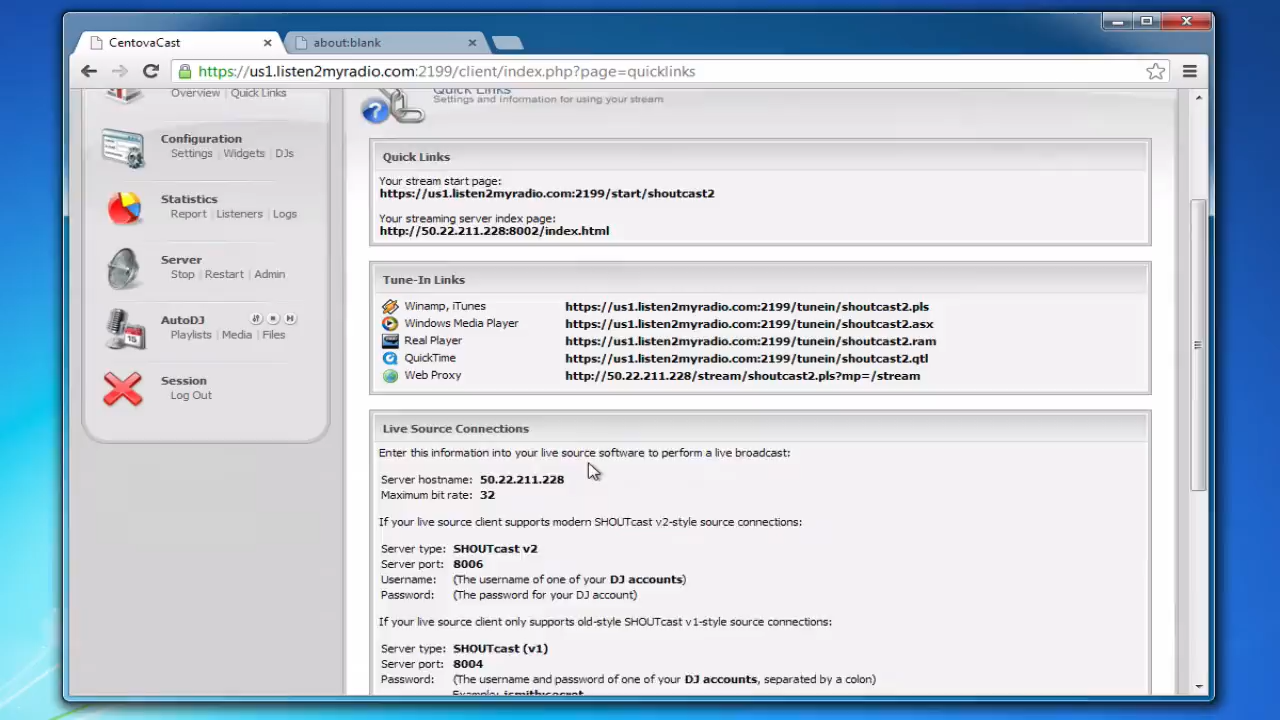 CentovaCast
about:blank
https://us1.listen2myradio.com:2199/client/index.php?page=quicklinks
Overview | Quick Links
Quick Links
Settings and information for using your stream
Configuration
Settings | Widgets | DJs
Statistics
Report | Listeners | Logs
Server
Stop | Restart | Admin
AutoDJ
Playlists | Media | Files
Session
Log Out
Quick Links
Your stream start page:
https://us1.listen2myradio.com:2199/start/shoutcast2
Your streaming server index page:
http://50.22.211.228:8002/index.html
Tune-In Links
Winamp, iTunes https://us1.listen2myradio.com:2199/tunein/shoutcast2.pls
Windows Media Player https://us1.listen2myradio.com:2199/tunein/shoutcast2.asx
Real Player https://us1.listen2myradio.com:2199/tunein/shoutcast2.ram
QuickTime https://us1.listen2myradio.com:2199/tunein/shoutcast2.qtl
Web Proxy http://50.22.211.228/stream/shoutcast2.pls?mp=/stream
Live Source Connections
Enter this information into your live source software to perform a live broadcast:
Server hostname: 50.22.211.228
Maximum bit rate: 32
If your live source client supports modern SHOUTcast v2-style source connections:
Server type: SHOUTcast v2
Server port: 8006
Username: (The username of one of your DJ accounts)
Password: (The password for your DJ account)
If your live source client only supports old-style SHOUTcast v1-style source connections:
Server type: SHOUTcast (v1)
Server port: 8004
Password: (The username and password of one of your DJ accounts, separated by a colon)
Example: jsmith:secret